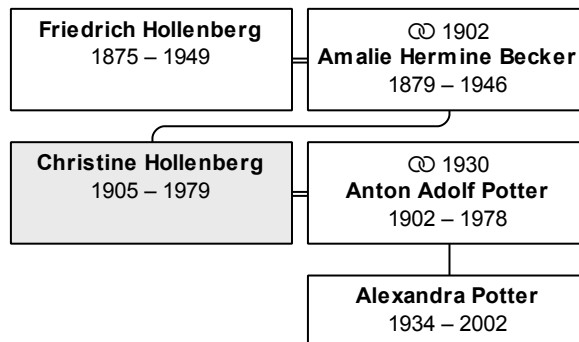 Friedrich Hollenberg
1875 – 1949
⚭ 1902
Amalie Hermine Becker
1879 – 1946
Christine Hollenberg
1905 – 1979
⚭ 1930
Anton Adolf Potter
1902 – 1978
Alexandra Potter
1934 – 2002